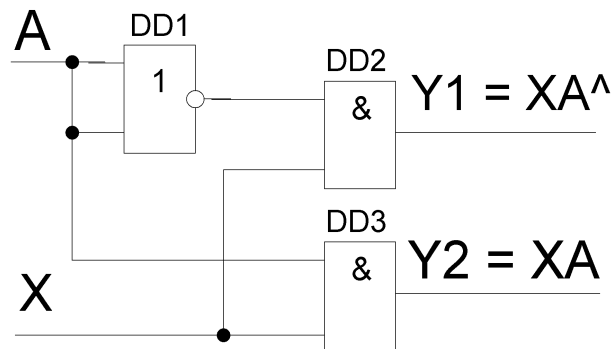 A
DD1
1
DD2
&
Y1 = XA^
DD3
&
Y2 = XA
X